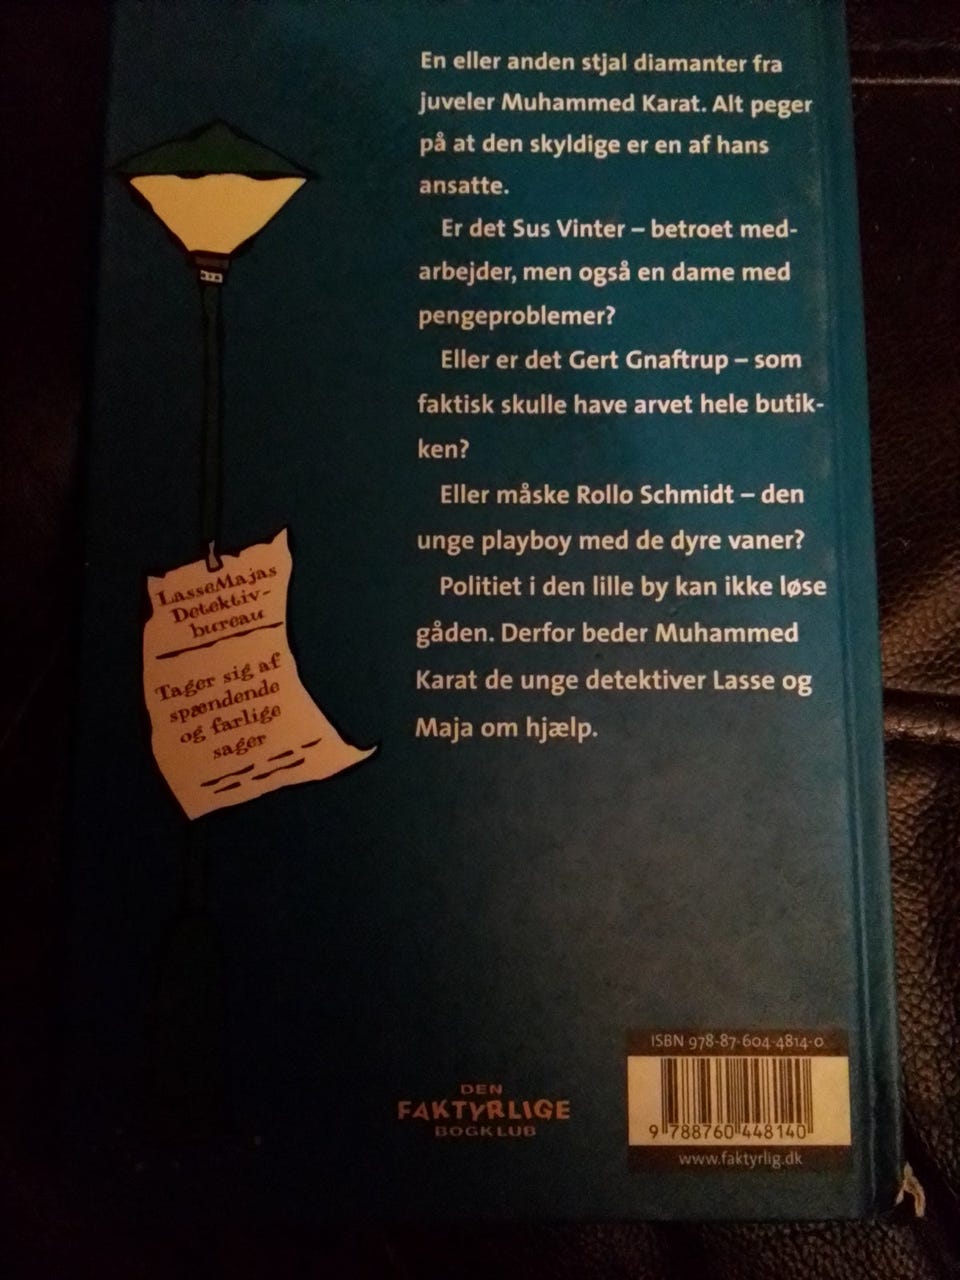 En eller anden stjal diamanter fra
juveler Muhammed Karat. Alt peger
på at den skyldige er en af hans
ansatte.
Er det Sus Vinter – betroet med-
arbejder, men også en dame med
pengeproblemer?
Eller er det Gert Gnaftrup – som
faktisk skulle have arvet hele butik-
ken?
Eller måske Rollo Schmidt – den
unge playboy med de dyre vaner?
Politiet i den lille by kan ikke løse
gåden. Derfor beder Muhammed
Karat de unge detektiver Lasse og
Maja om hjælp.
LasseMajas
Detektiv-
bureau
Tager sig af
spændende
og farlige
sager
DEN
FAKTYRLIGE
BOGKLUB
ISBN 978-87-604-4814-0
9 788760 448140
www.faktyrlig.dk